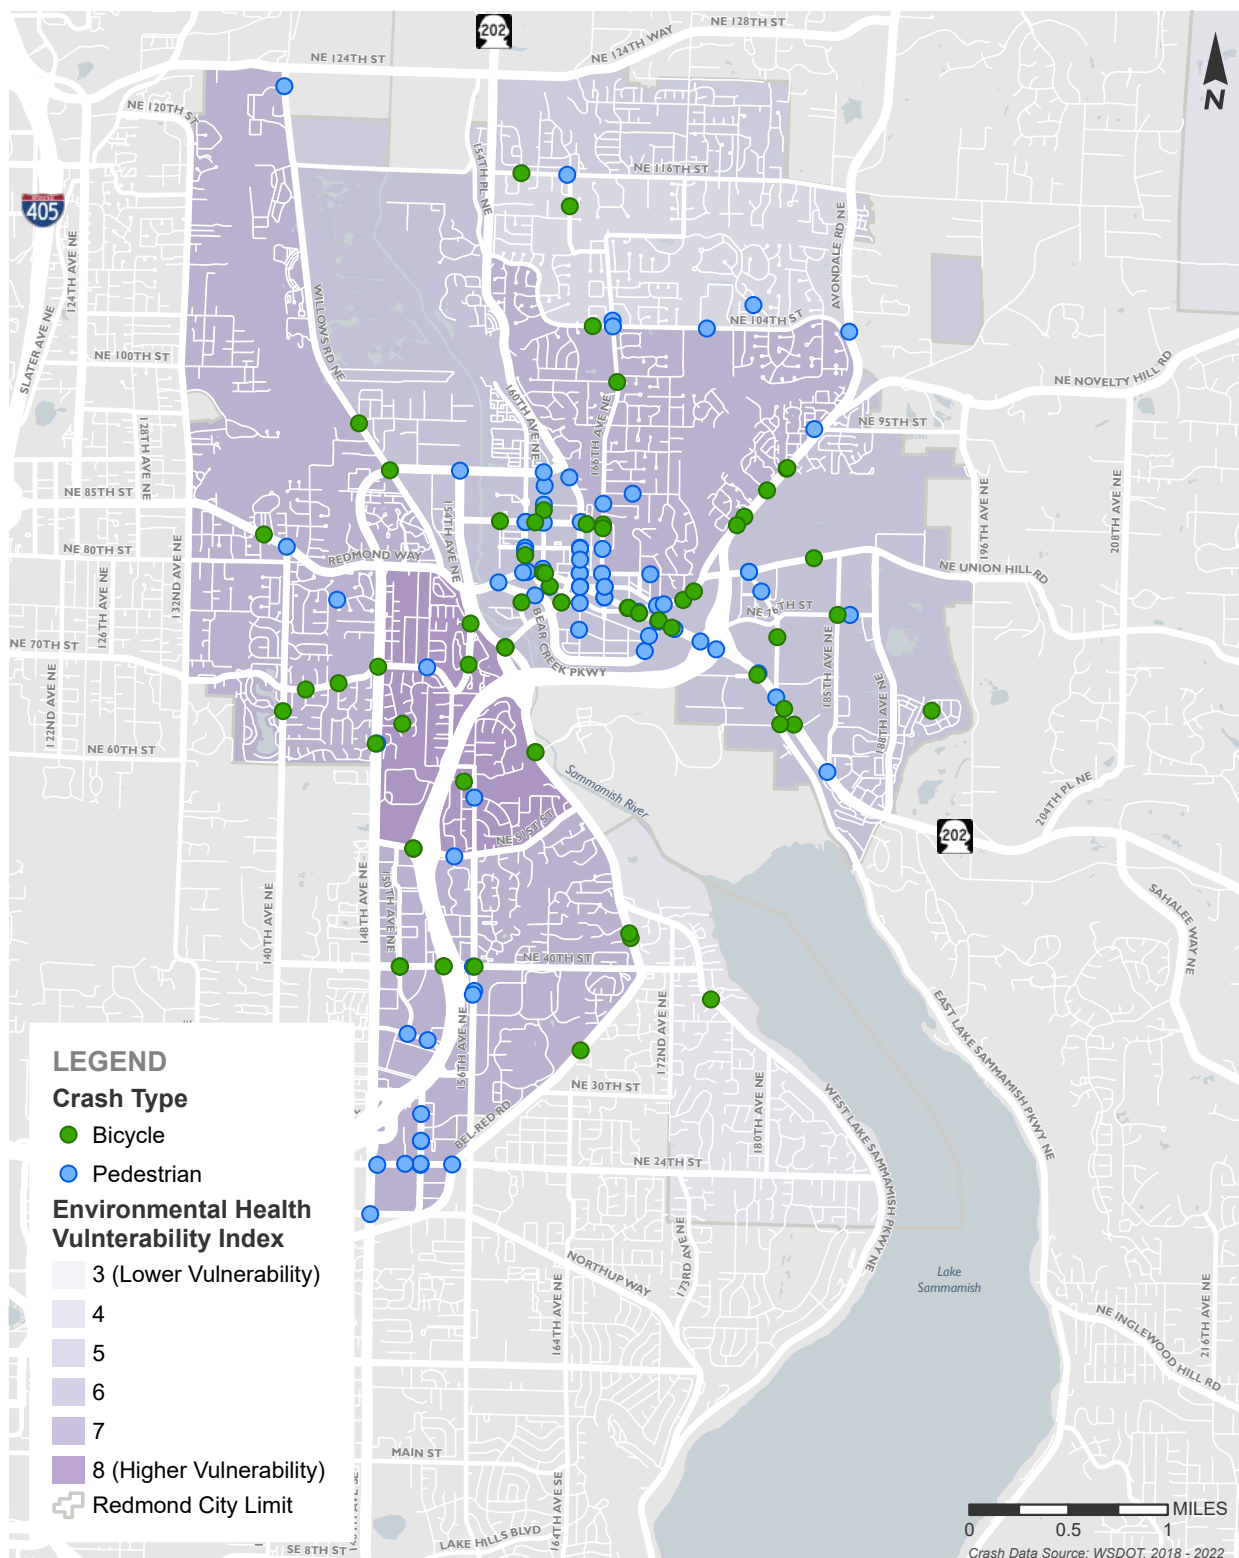 202
NE 128TH ST
NE 124TH WAY
NE 124TH ST
N
NE 120TH ST
154TH PL NE
NE 116TH ST
405
124TH AVE NE
AVONDALE RD NE
WILLOWS RD NE
SLATER AVE NE
NE 104TH ST
NE 100TH ST
NE NOVELTY HILL RD
160TH AVE NE
166TH AVE NE
128TH AVE NE
NE 95TH ST
NE 85TH ST
154TH AVE NE
196TH AVE NE
208TH AVE NE
NE 80TH ST
REDMOND WAY
132ND AVE NE
126TH AVE NE
NE UNION HILL RD
NE 76TH ST
NE 70TH ST
BEAR CREEK PKWY
185TH AVE NE
188TH AVE NE
122ND AVE NE
NE 60TH ST
Sammamish River
204TH PL NE
NE 51ST ST
202
148TH AVE NE
150TH AVE NE
140TH AVE NE
SAHALEE WAY NE
NE 40TH ST
156TH AVE NE
172ND AVE NE
EAST LAKE SAMMAMISH PKWY NE
NE 30TH ST
180TH AVE NE
WEST LAKE SAMMAMISH PKWY NE
BEL-RED RD
NE 24TH ST
173RD AVE NE
NORTHUP WAY
164TH AVE NE
Lake
Sammamish
216TH AVE NE
NE INGLEWOOD HILL RD
LEGEND
Crash Type
Bicycle
Pedestrian
Environmental Health
Vulnterability Index
3 (Lower Vulnerability)
4
5
6
7
8 (Higher Vulnerability)
Redmond City Limit
MAIN ST
164TH AVE SE
LAKE HILLS BLVD
SE 8TH ST
MILES
0 0.5 1
Crash Data Source: WSDOT, 2018 - 2022